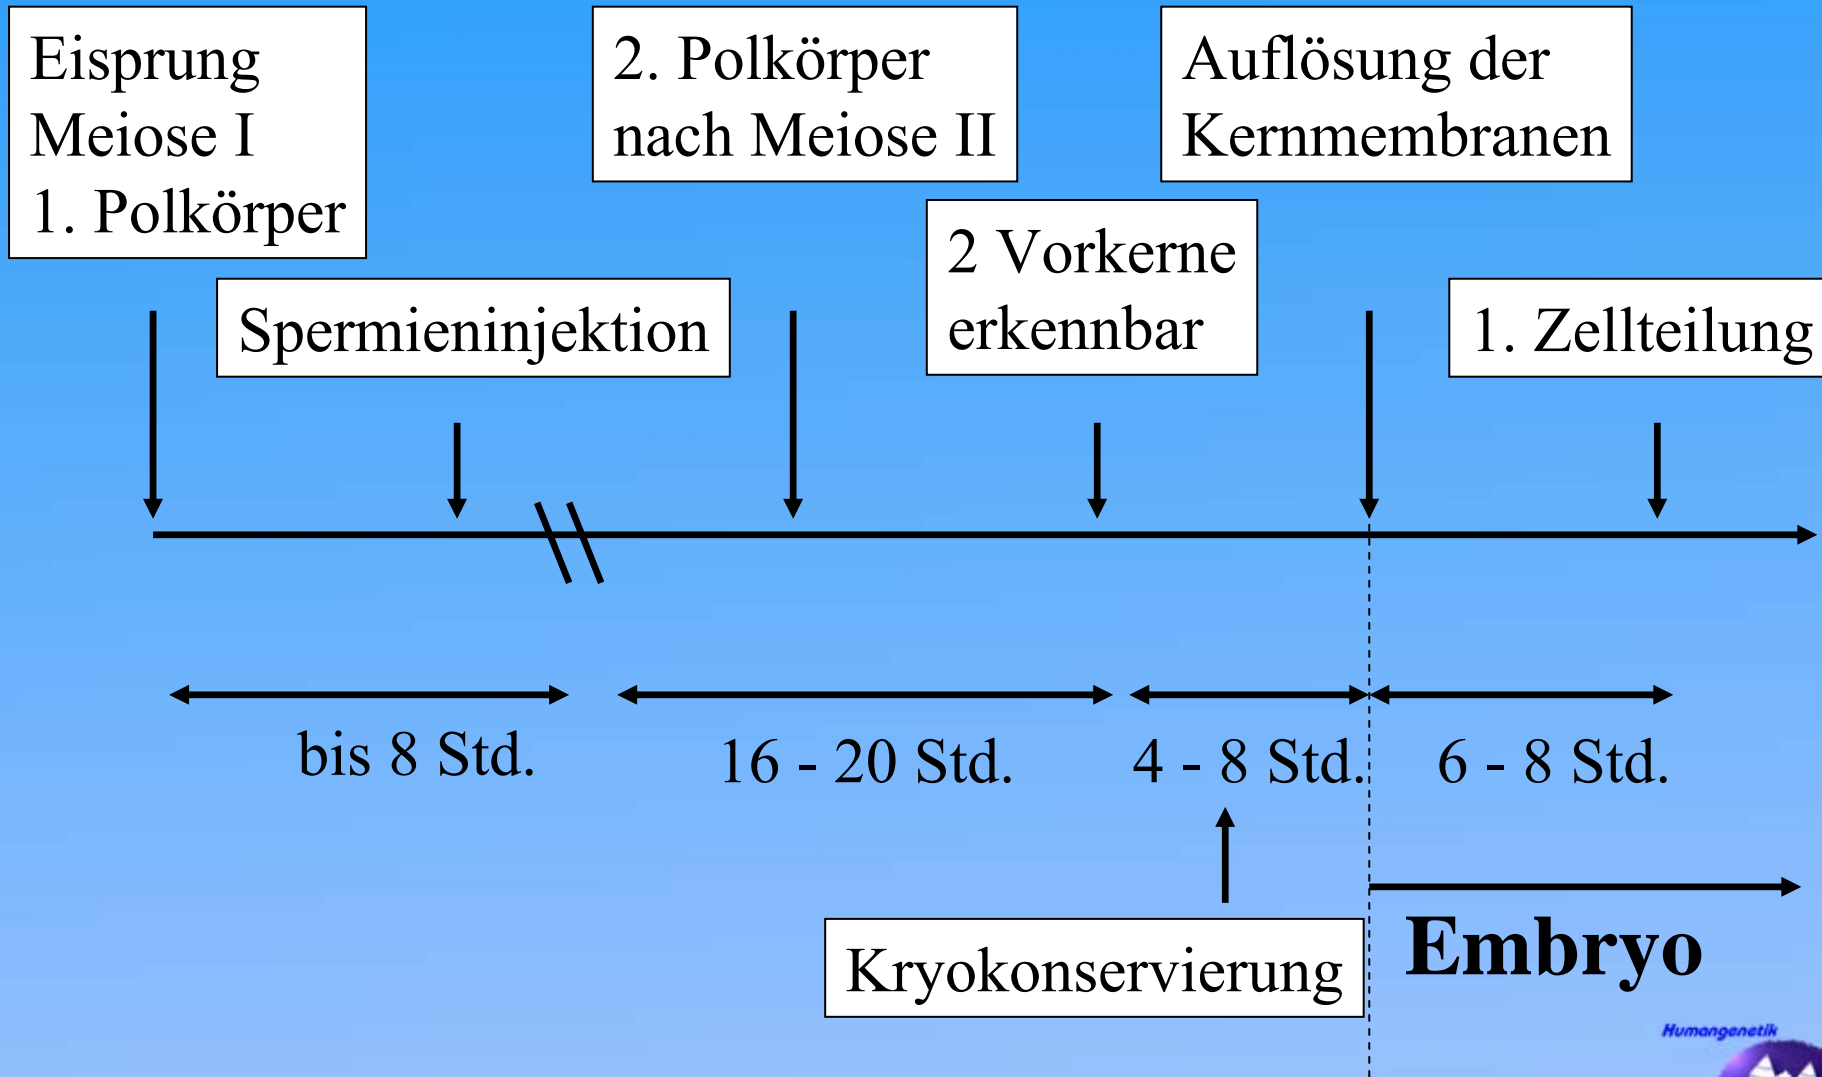 Eisprung
Meiose I
1. Polkörper
Spermieninjektion
2. Polkörper
nach Meiose II
2 Vorkerne
erkennbar
Auflösung der
Kernmembranen
1. Zellteilung
bis 8 Std.
16 - 20 Std.
4 - 8 Std.
6 - 8 Std.
Kryokonservierung
Embryo
Humangenetik